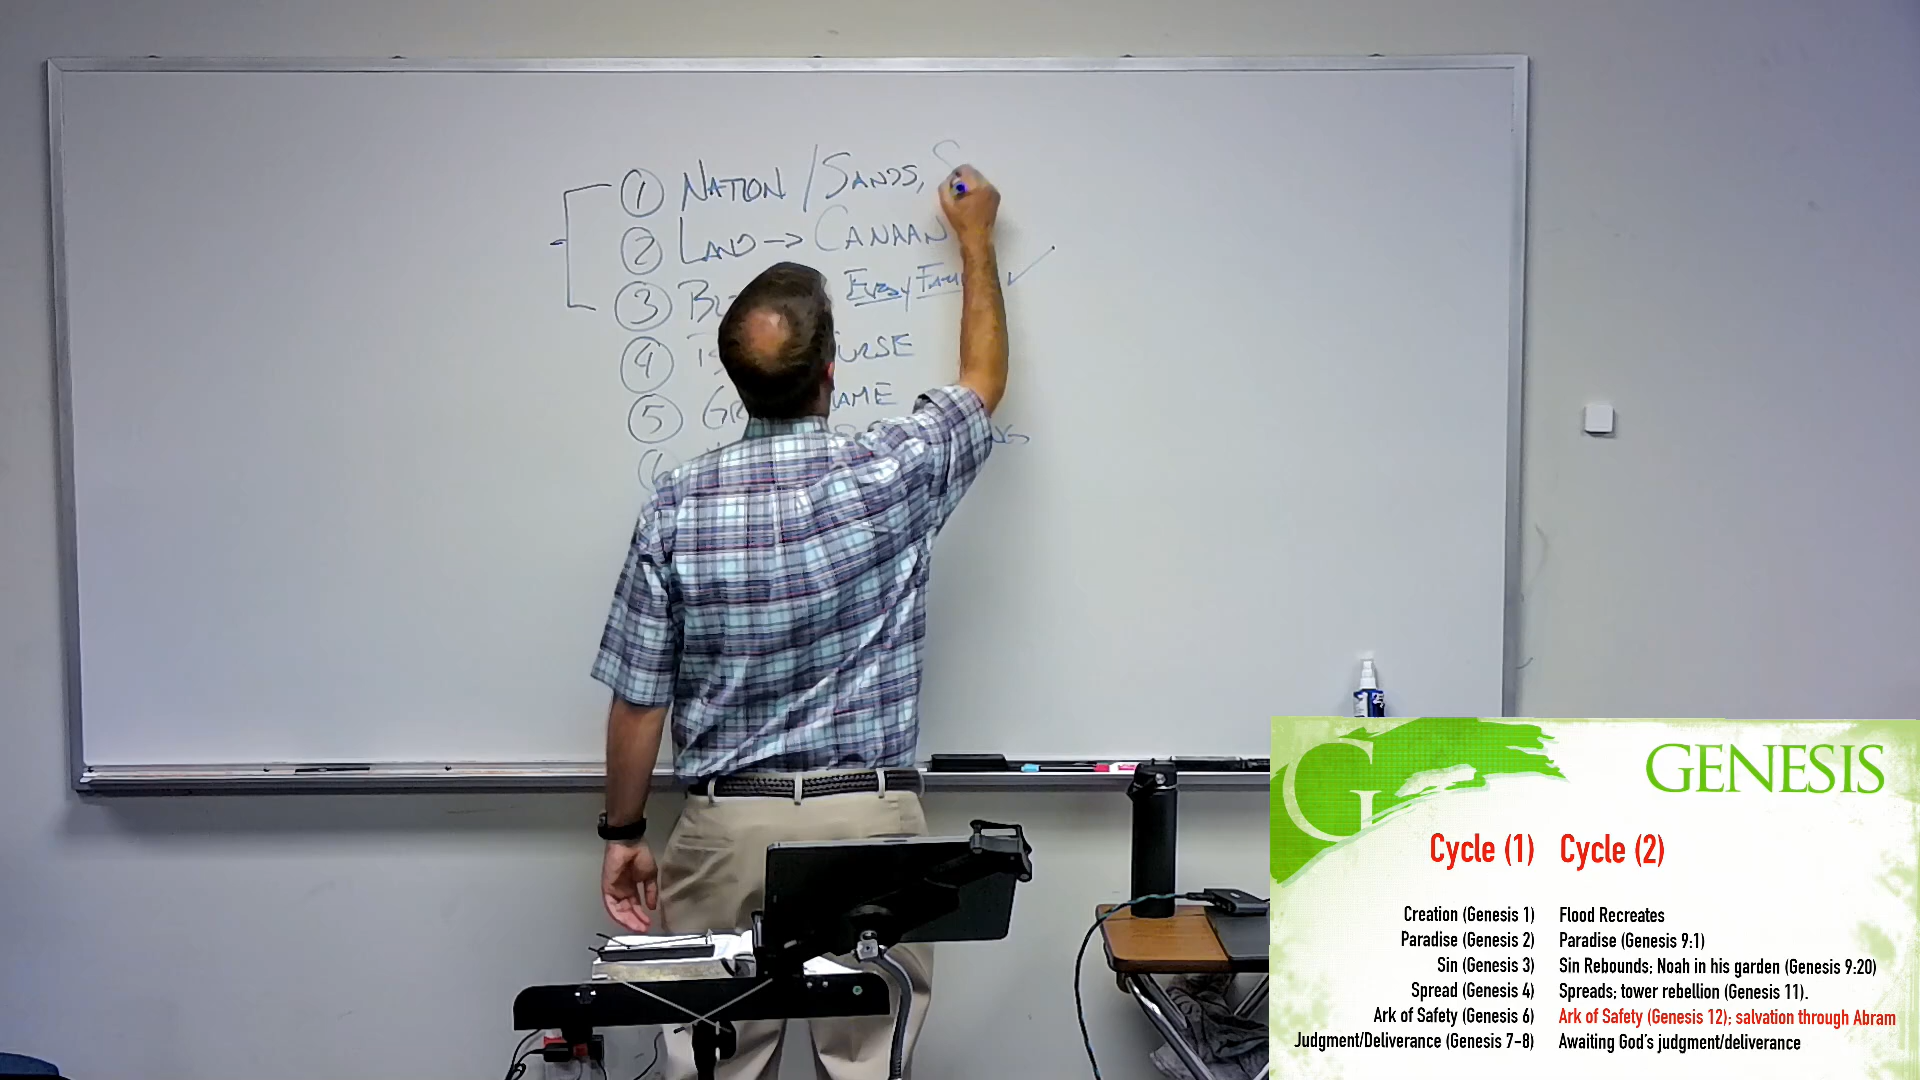 ① NATION / SANDS, S
② LAND → CANAAN
③ EVERY ✓
④
⑤
GENESIS
Cycle (1) Cycle (2)
Creation (Genesis 1) Flood Recreates
Paradise (Genesis 2) Paradise (Genesis 9:1)
Sin (Genesis 3) Sin Rebounds; Noah in his garden (Genesis 9:20)
Spread (Genesis 4) Spreads; tower rebellion (Genesis 11).
Ark of Safety (Genesis 6) Ark of Safety (Genesis 12); salvation through Abram
Judgment/Deliverance (Genesis 7-8) Awaiting God's judgment/deliverance